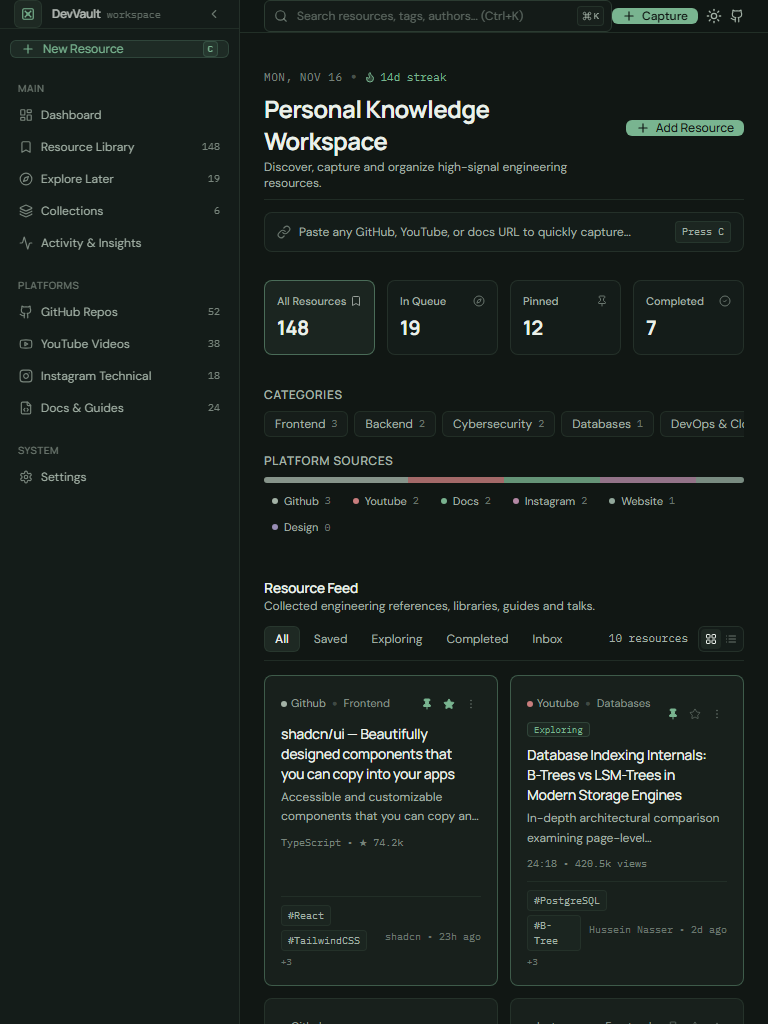 DevVault workspace
Search resources, tags, authors... (Ctrl+K)
⌘K
+ Capture
+ New Resource C
MAIN
Dashboard
Resource Library 148
Explore Later 19
Collections 6
Activity & Insights
PLATFORMS
GitHub Repos 52
YouTube Videos 38
Instagram Technical 18
Docs & Guides 24
SYSTEM
Settings
MON, NOV 16 • 14d streak
Personal Knowledge
Workspace
+ Add Resource
Discover, capture and organize high-signal engineering
resources.
Paste any GitHub, YouTube, or docs URL to quickly capture...
Press C
All Resources
148
In Queue
19
Pinned
12
Completed
7
CATEGORIES
Frontend 3
Backend 2
Cybersecurity 2
Databases 1
DevOps & Clo
PLATFORM SOURCES
Github 3
Youtube 2
Docs 2
Instagram 2
Website 1
Design 0
Resource Feed
Collected engineering references, libraries, guides and talks.
All
Saved
Exploring
Completed
Inbox
10 resources
Github • Frontend
shadcn/ui — Beautifully
designed components that
you can copy into your apps
Accessible and customizable
components that you can copy an...
TypeScript • ★ 74.2k
#React
#TailwindCSS
+3
shadcn • 23h ago
Youtube • Databases
Exploring
Database Indexing Internals:
B-Trees vs LSM-Trees in
Modern Storage Engines
In-depth architectural comparison
examining page-level...
24:18 • 420.5k views
#PostgreSQL
#B-
Tree
+3
Hussein Nasser • 2d ago